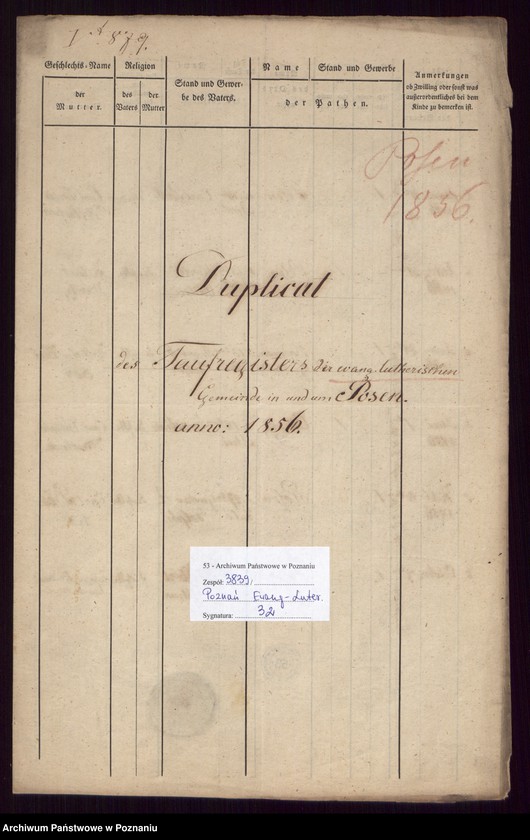 Geschlechts-Name
Religion
Stand und Gewer-
be des Vaters.
Name
Stand und Gewerbe
Anmerkungen
ob Zwilling oder sonst was
außerordentliches bei dem
Kinde zu bemerken ist.
der
Mutter.
des
Vaters
der
Mutter
der Pathen.
Posen
1856.
Duplicat
des Taufregisters der evang. lutherischen
Gemeinde in und um Posen.
anno: 1856.
53 - Archiwum Państwowe w Poznaniu
Zespół: 3839,
Poznań Ewang-Luter.
Sygnatura: 32
Archiwum Państwowe w Poznaniu